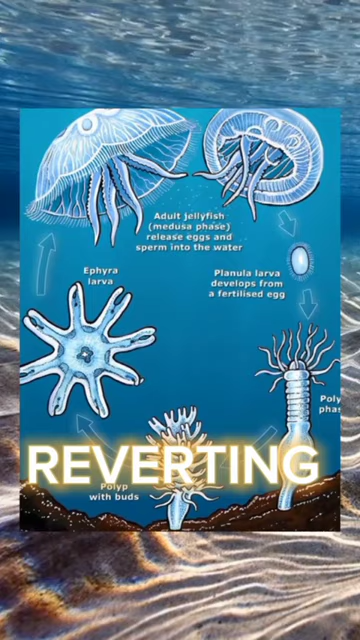 Adult jellyfish
(medusa phase)
release eggs and
sperm into the water
Ephyra
larva
Planula larva
develops from
a fertilised egg
REVERTING
Polyp
with buds